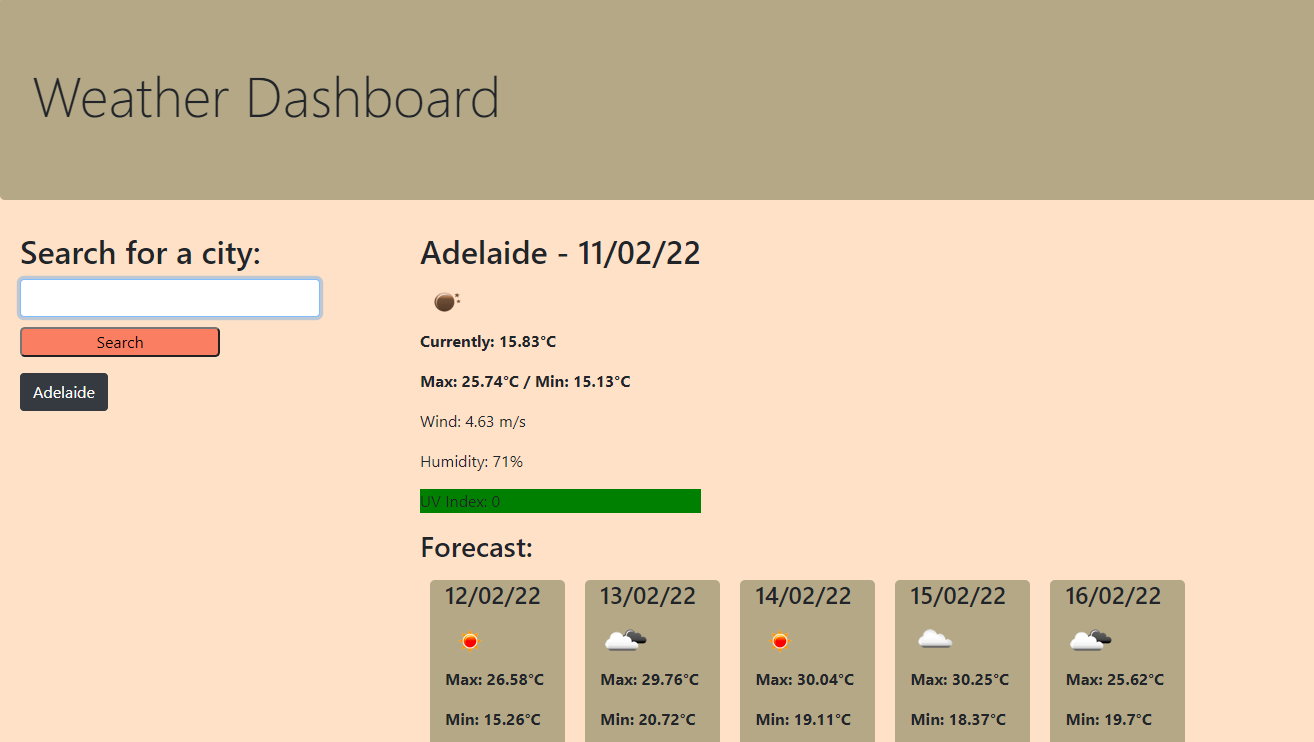 Weather Dashboard
Search for a city:
Search
Adelaide
Adelaide - 11/02/22
Currently: 15.83°C
Max: 25.74°C / Min: 15.13°C
Wind: 4.63 m/s
Humidity: 71%
UV Index: 0
Forecast:
12/02/22
Max: 26.58°C
Min: 15.26°C
13/02/22
Max: 29.76°C
Min: 20.72°C
14/02/22
Max: 30.04°C
Min: 19.11°C
15/02/22
Max: 30.25°C
Min: 18.37°C
16/02/22
Max: 25.62°C
Min: 19.7°C